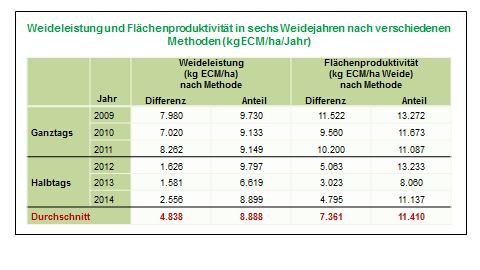 Weideleistung und Flächenproduktivität in sechs Weidejahren nach verschiedenen
Methoden (kg ECM/ha/Jahr)
Weideleistung Flächenproduktivität
(kg ECM/ha) (kg ECM/ha Weide)
nach Methode nach Methode
Jahr Differenz Anteil Differenz Anteil
2009 7.980 9.730 11.522 13.272
Ganztags 2010 7.020 9.133 9.560 11.673
2011 8.262 9.149 10.200 11.087
2012 1.626 9.797 5.063 13.233
Halbtags 2013 1.581 6.619 3.023 8.060
2014 2.556 8.899 4.795 11.137
Durchschnitt 4.838 8.888 7.361 11.410